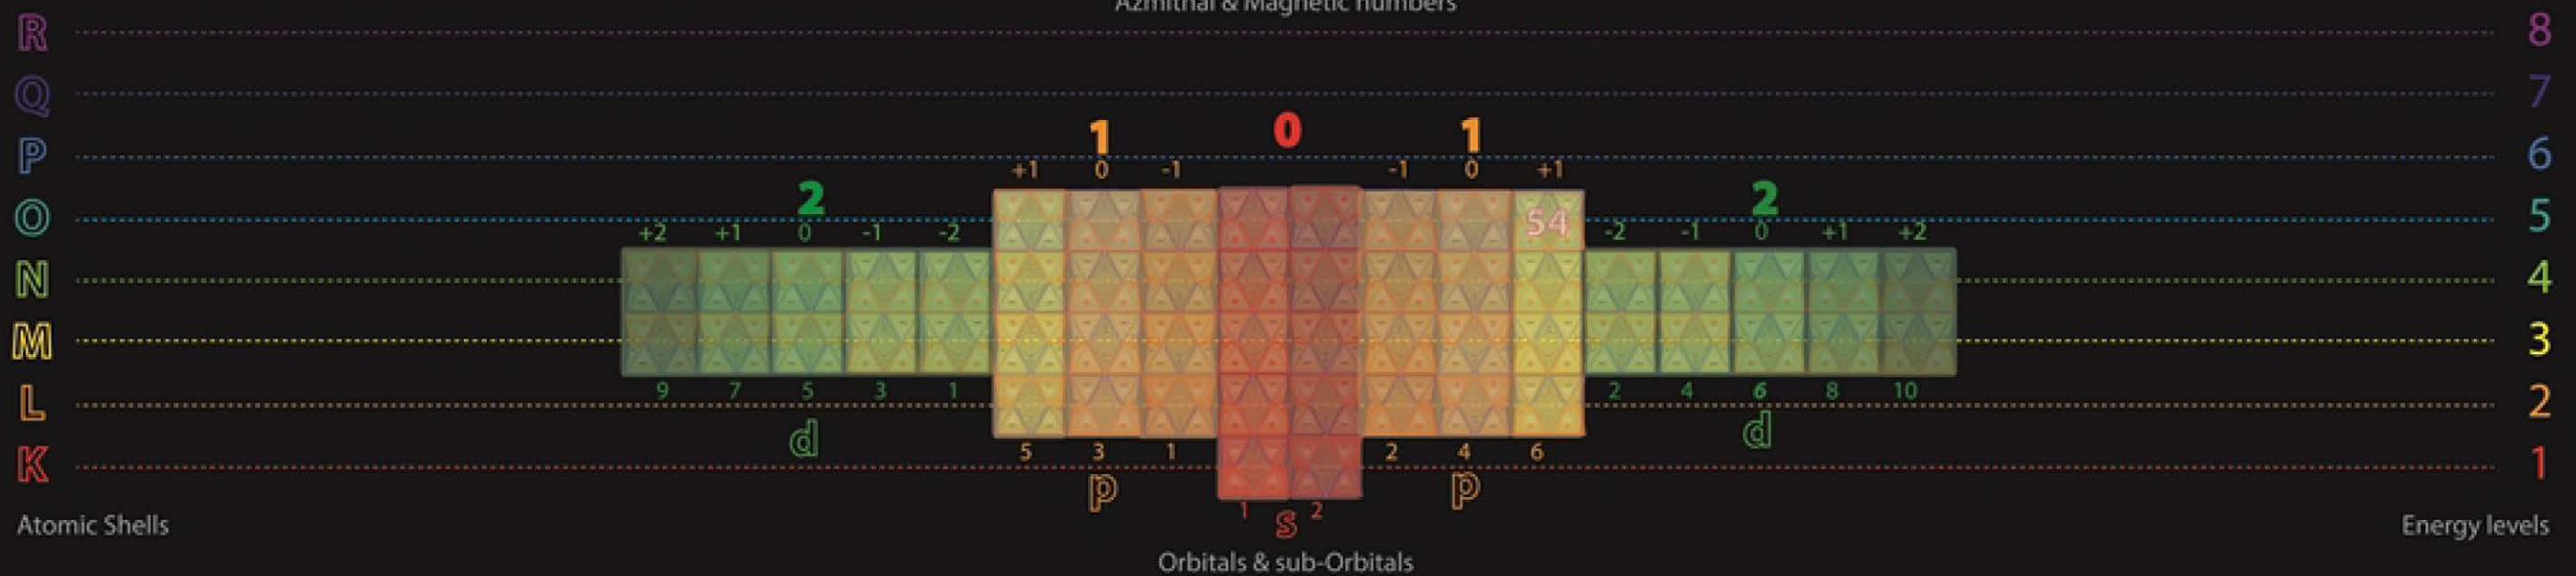 Azmithal & Magnetic numbers
R 8
Q 7
1 0 1
P 6
+1 0 -1 -1 0 +1
2 2
O 54 5
+2 +1 0 -1 -2 -2 -1 0 +1 +2
N 4
M 3
9 7 5 3 1 2 4 6 8 10
L 2
d d
5 3 1 2 4 6
K 1
p p
1 s 2
Atomic Shells Energy levels
Orbitals & sub-Orbitals